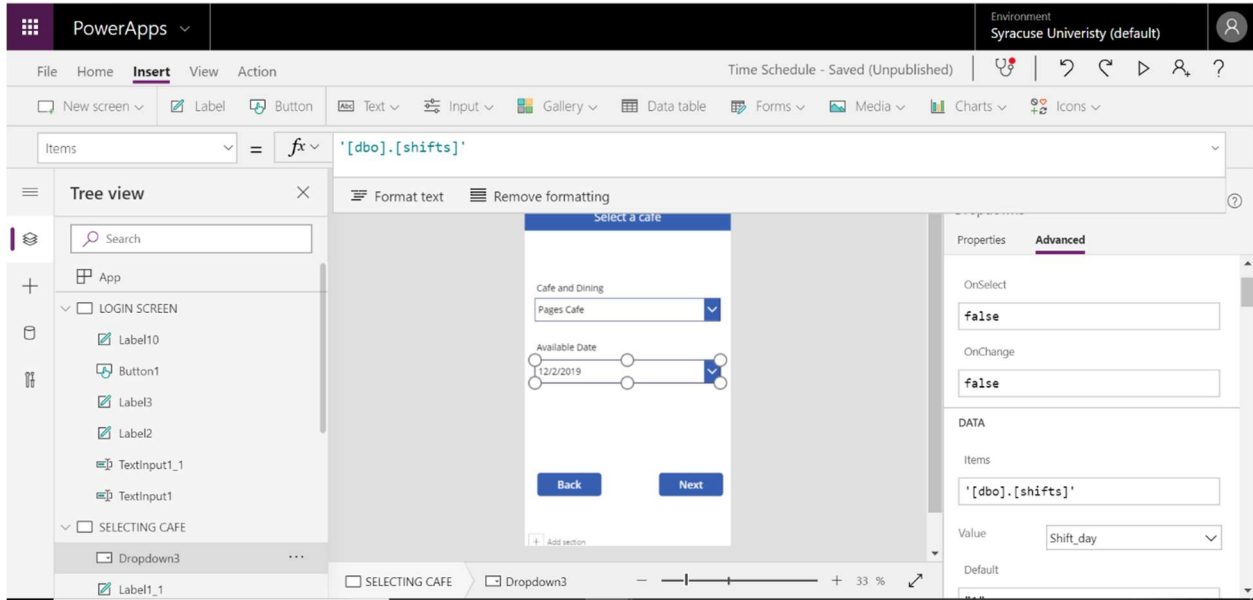 Environment
PowerApps
Syracuse Univeristy (default)
File Home Insert View Action
Time Schedule - Saved (Unpublished)
New screen Label Button Text Input Gallery Data table Forms Media Charts Icons
Items = fx '[dbo].[shifts]'
Tree view
Format text Remove formatting
Search
App
LOGIN SCREEN
Label10
Button1
Label3
Label2
TextInput1_1
TextInput1
SELECTING CAFE
Dropdown3
Label1_1
Select a cafe
Cafe and Dining
Pages Cafe
Available Date
12/2/2019
Back Next
Add section
SELECTING CAFE Dropdown3
33 %
Properties Advanced
OnSelect
false
OnChange
false
DATA
Items
'[dbo].[shifts]'
Value Shift_day
Default